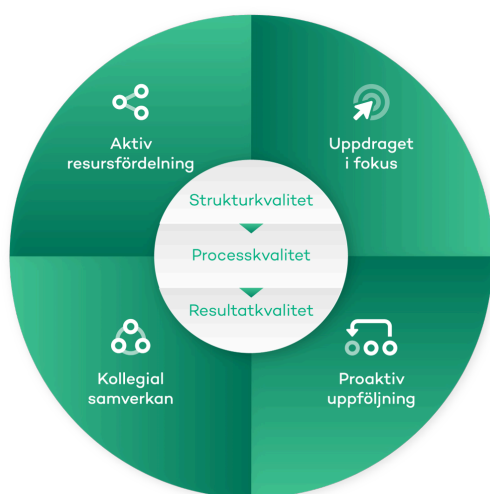 Aktiv
resursfördelning
Uppdraget
i fokus
Strukturkvalitet
Processkvalitet
Resultatkvalitet
Kollegial
samverkan
Proaktiv
uppföljning